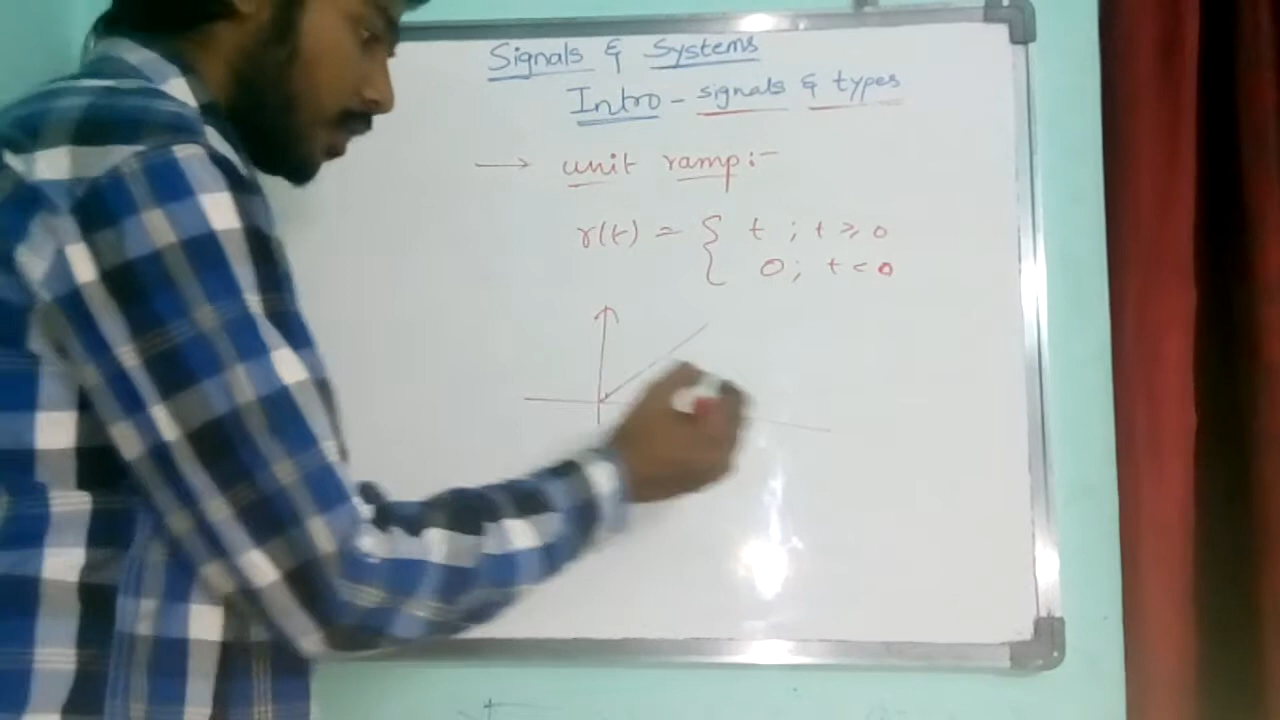 Signals & Systems
Intro - signals & types
→ unit ramp:-
r(t) = { t ; t ≥ 0
0 ; t < 0